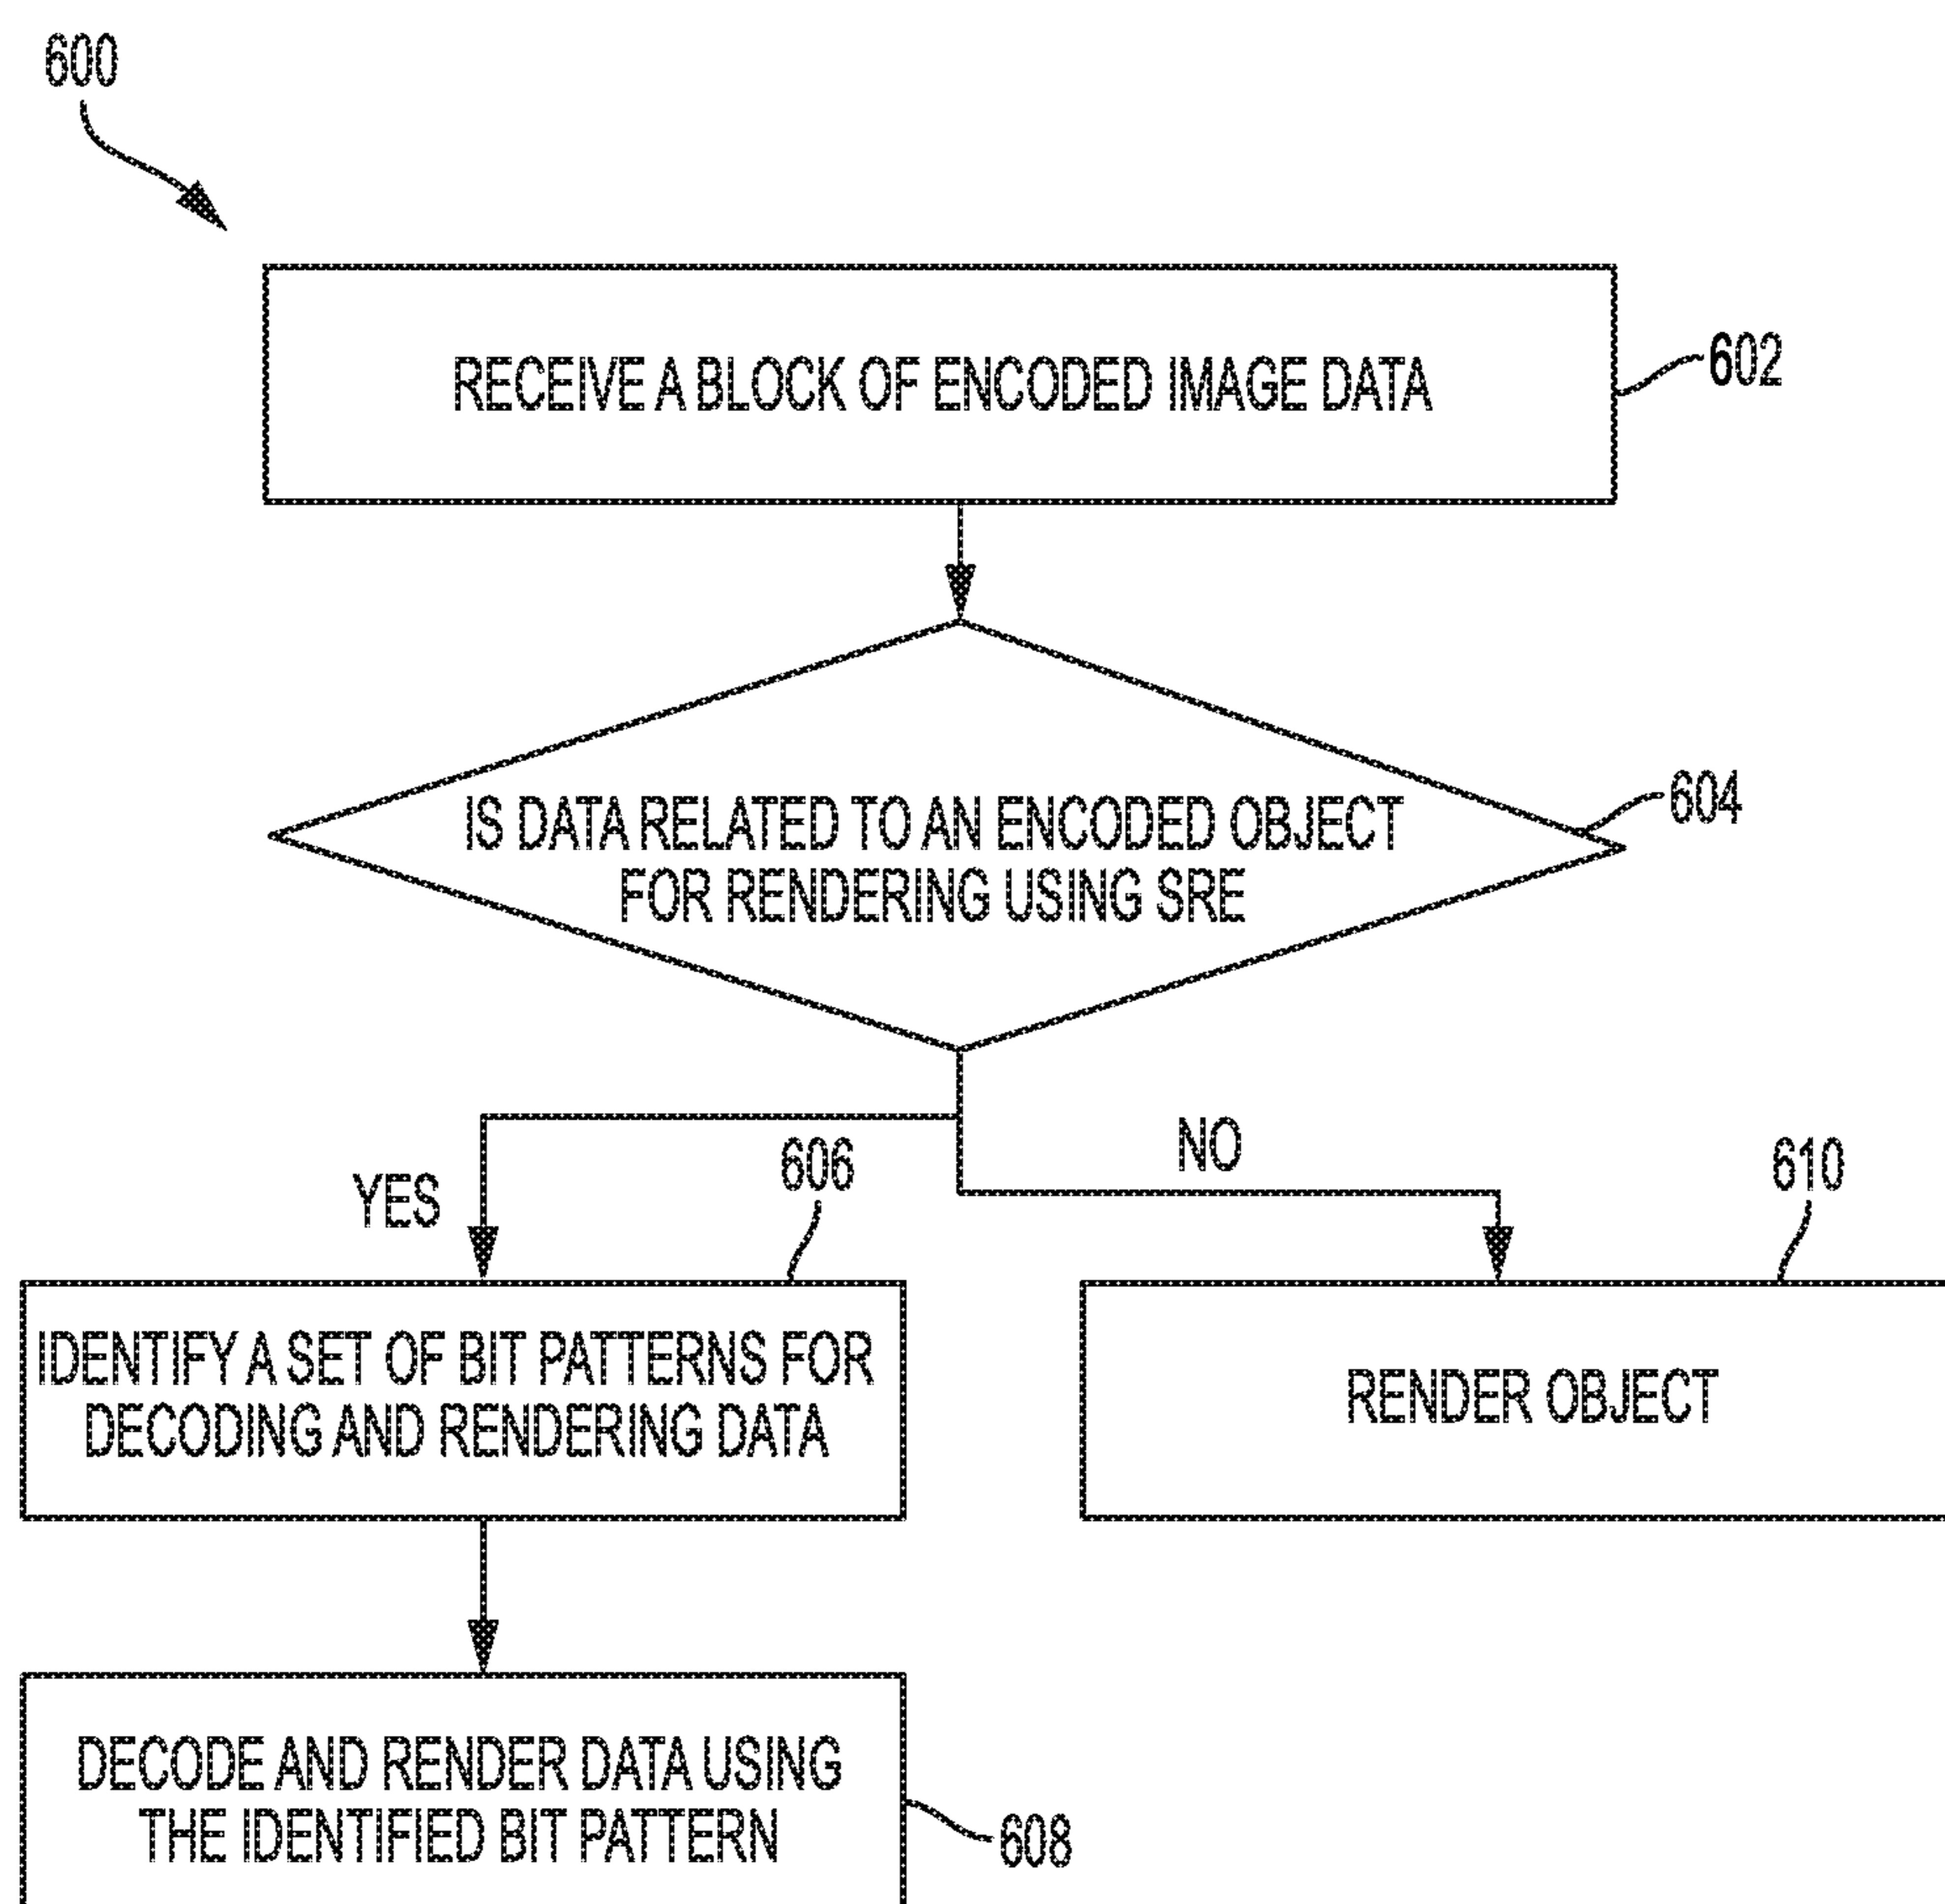 600
RECEIVE A BLOCK OF ENCODED IMAGE DATA
602
IS DATA RELATED TO AN ENCODED OBJECT
FOR RENDERING USING SRE
604
YES
606
NO
610
IDENTIFY A SET OF BIT PATTERNS FOR
DECODING AND RENDERING DATA
RENDER OBJECT
DECODE AND RENDER DATA USING
THE IDENTIFIED BIT PATTERN
608